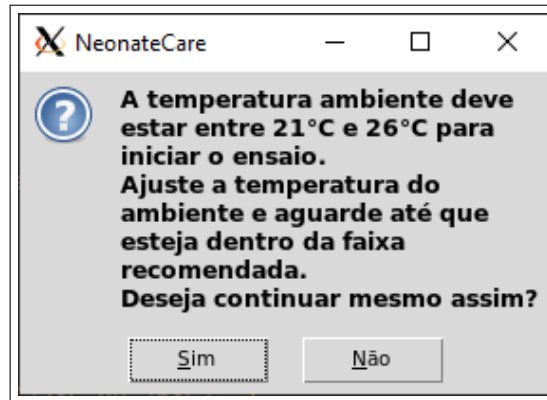 NeonateCare
A temperatura ambiente deve
estar entre 21°C e 26°C para
iniciar o ensaio.
Ajuste a temperatura do
ambiente e aguarde até que
esteja dentro da faixa
recomendada.
Deseja continuar mesmo assim?
Sim Não